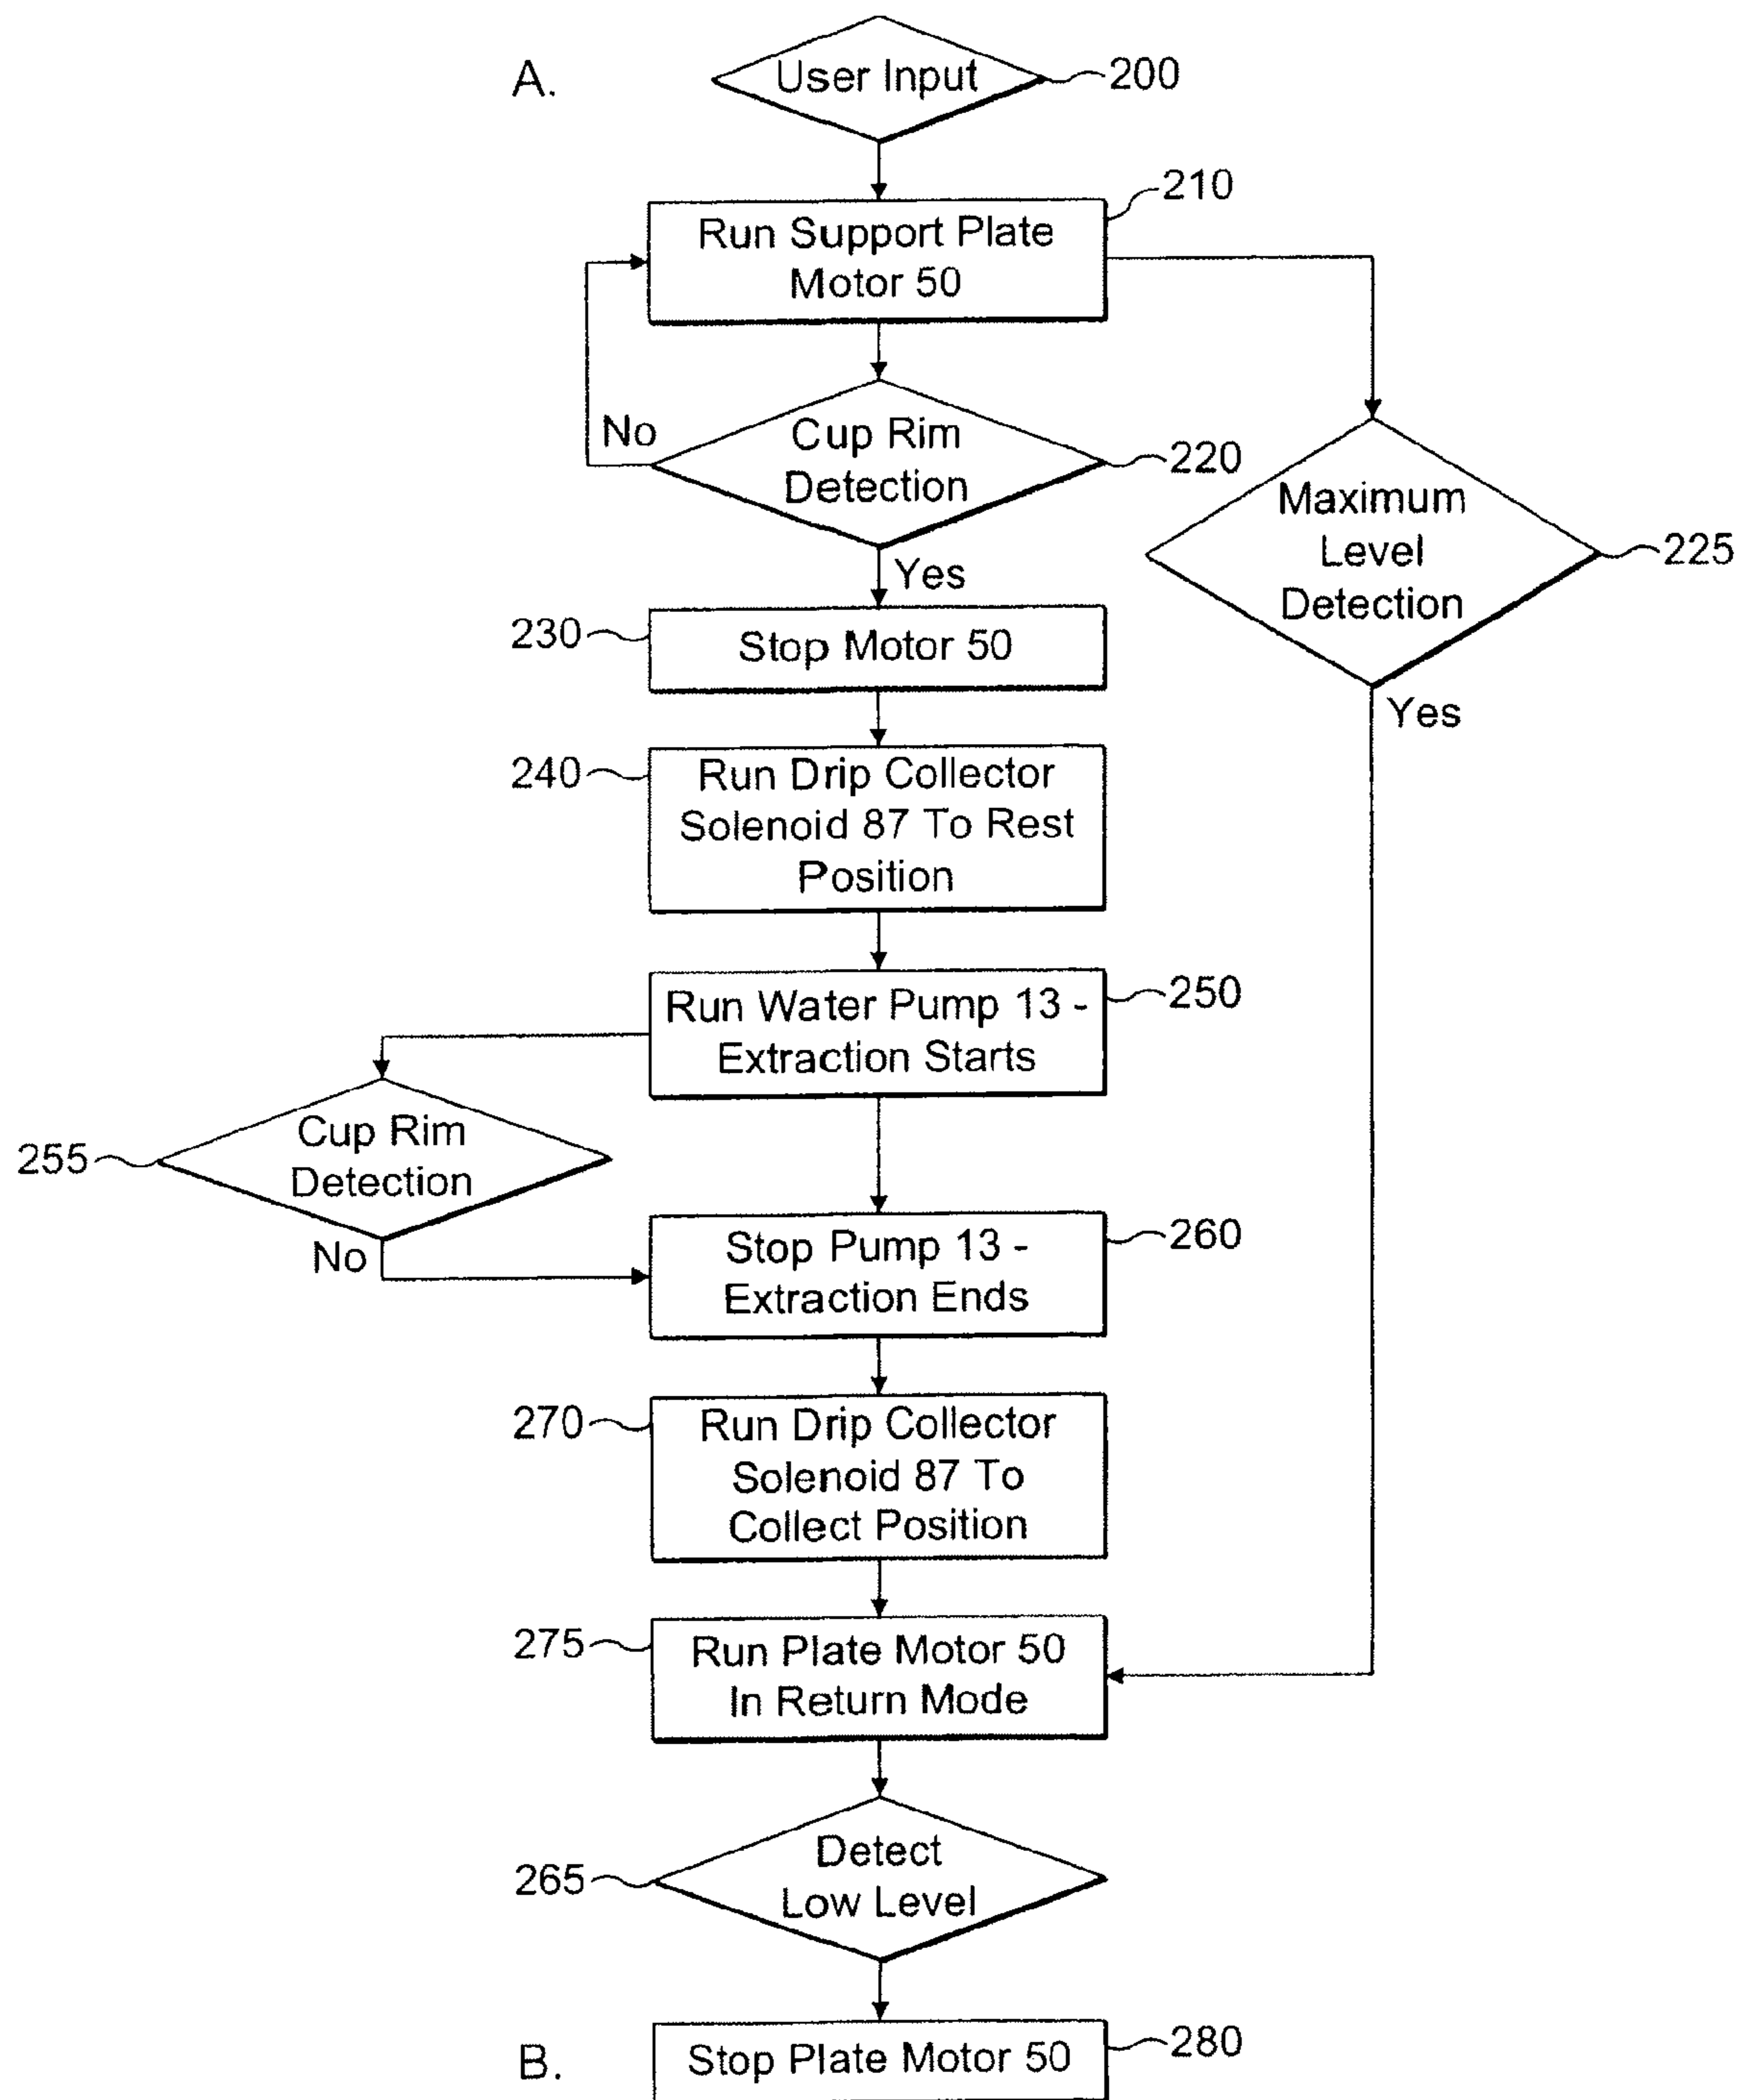 A.
User Input
200
210
Run Support Plate
Motor 50
No
Cup Rim
Detection
220
Maximum
Level
Detection
225
Yes
Yes
230
Stop Motor 50
240
Run Drip Collector
Solenoid 87 To Rest
Position
Run Water Pump 13 -
Extraction Starts
250
255
Cup Rim
Detection
No
Stop Pump 13 -
Extraction Ends
260
270
Run Drip Collector
Solenoid 87 To
Collect Position
275
Run Plate Motor 50
In Return Mode
265
Detect
Low Level
B.
Stop Plate Motor 50
280